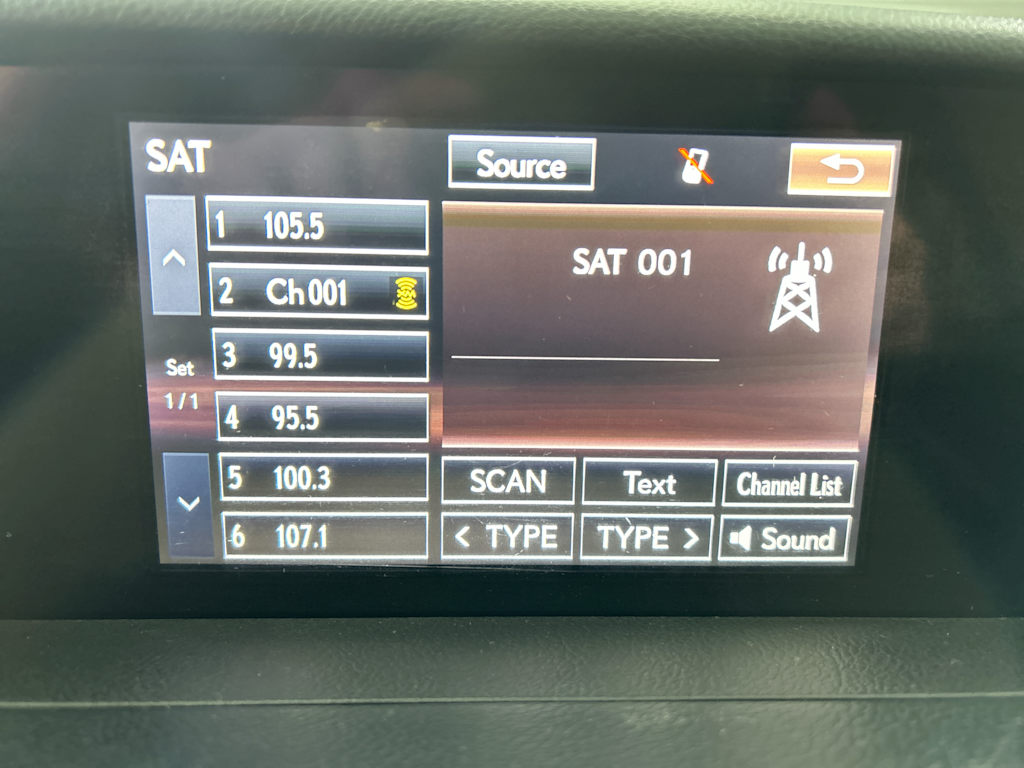 SAT
Source
1 105.5
2 Ch 001
3 99.5
4 95.5
5 100.3
6 107.1
Set
1/1
SAT 001
SCAN
Text
Channel List
< TYPE
TYPE >
Sound